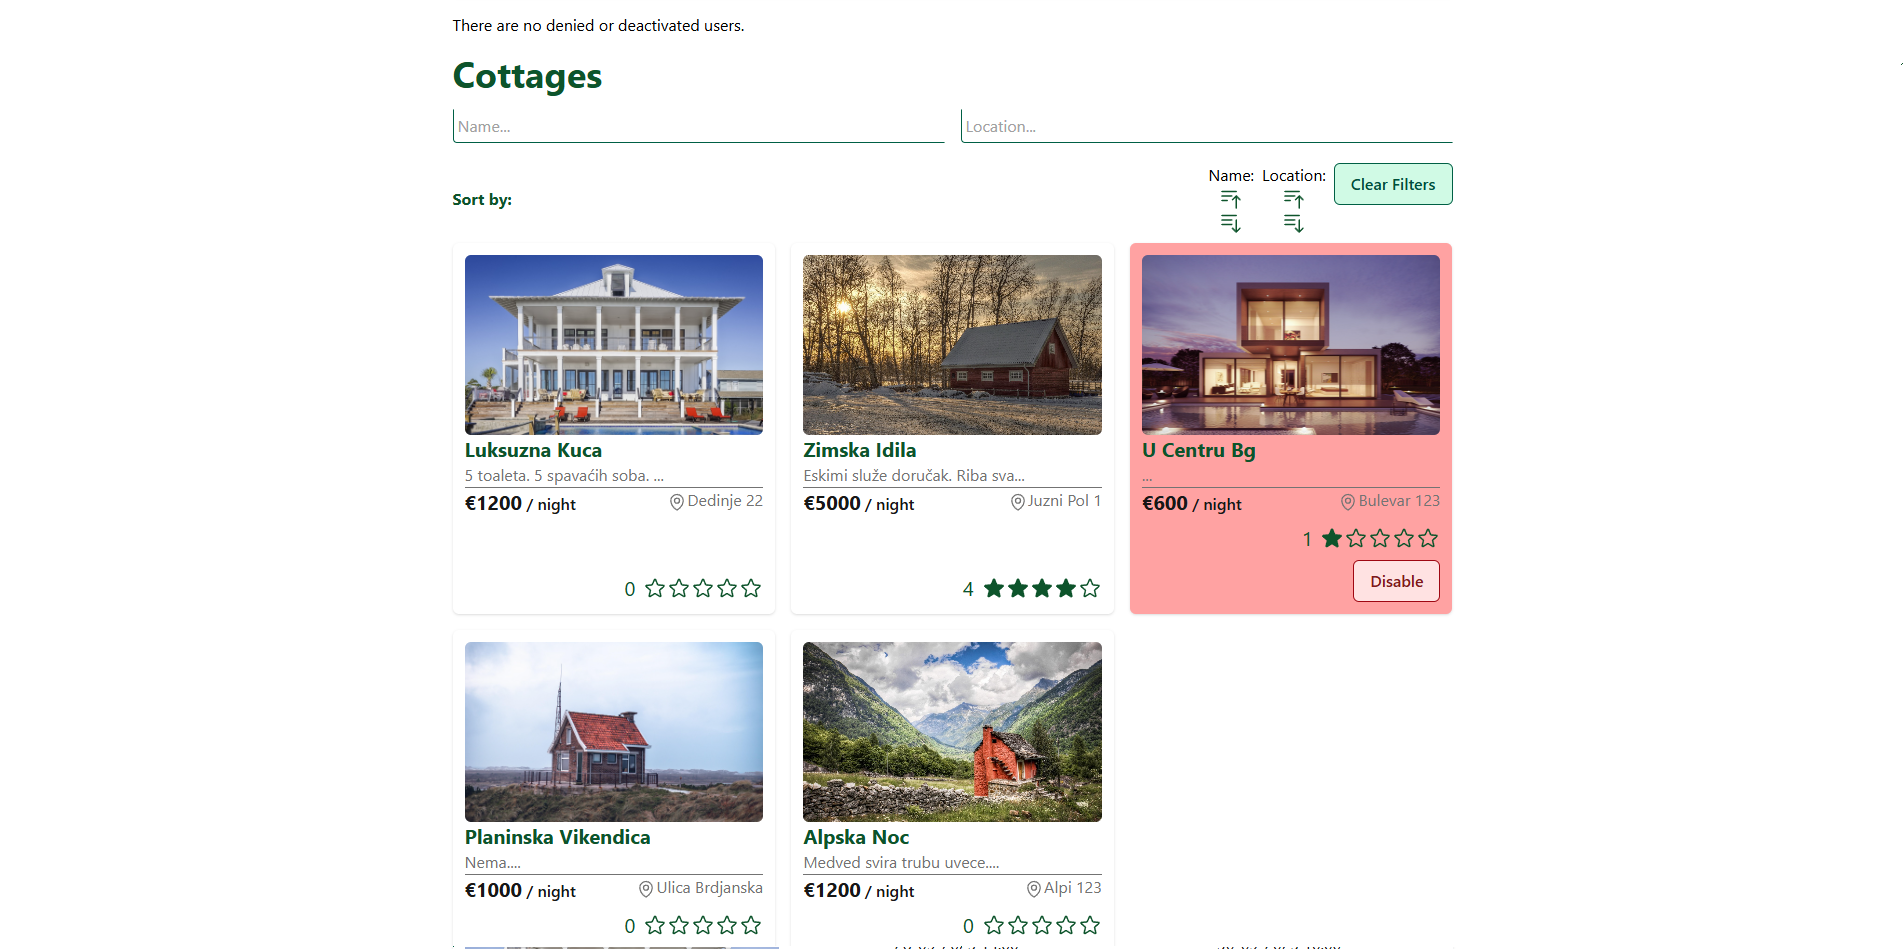 There are no denied or deactivated users.
Cottages
Name...
Location...
Sort by:
Name:
Location:
Clear Filters
Luksuzna Kuca
5 toaleta. 5 spavaćih soba. ...
€1200 / night
Dedinje 22
0
Zimska Idila
Eskimi služe doručak. Riba sva...
€5000 / night
Juzni Pol 1
4
U Centru Bg
...
€600 / night
Bulevar 123
1
Disable
Planinska Vikendica
Nema....
€1000 / night
Ulica Brdjanska
0
Alpska Noc
Medved svira trubu uvece....
€1200 / night
Alpi 123
0